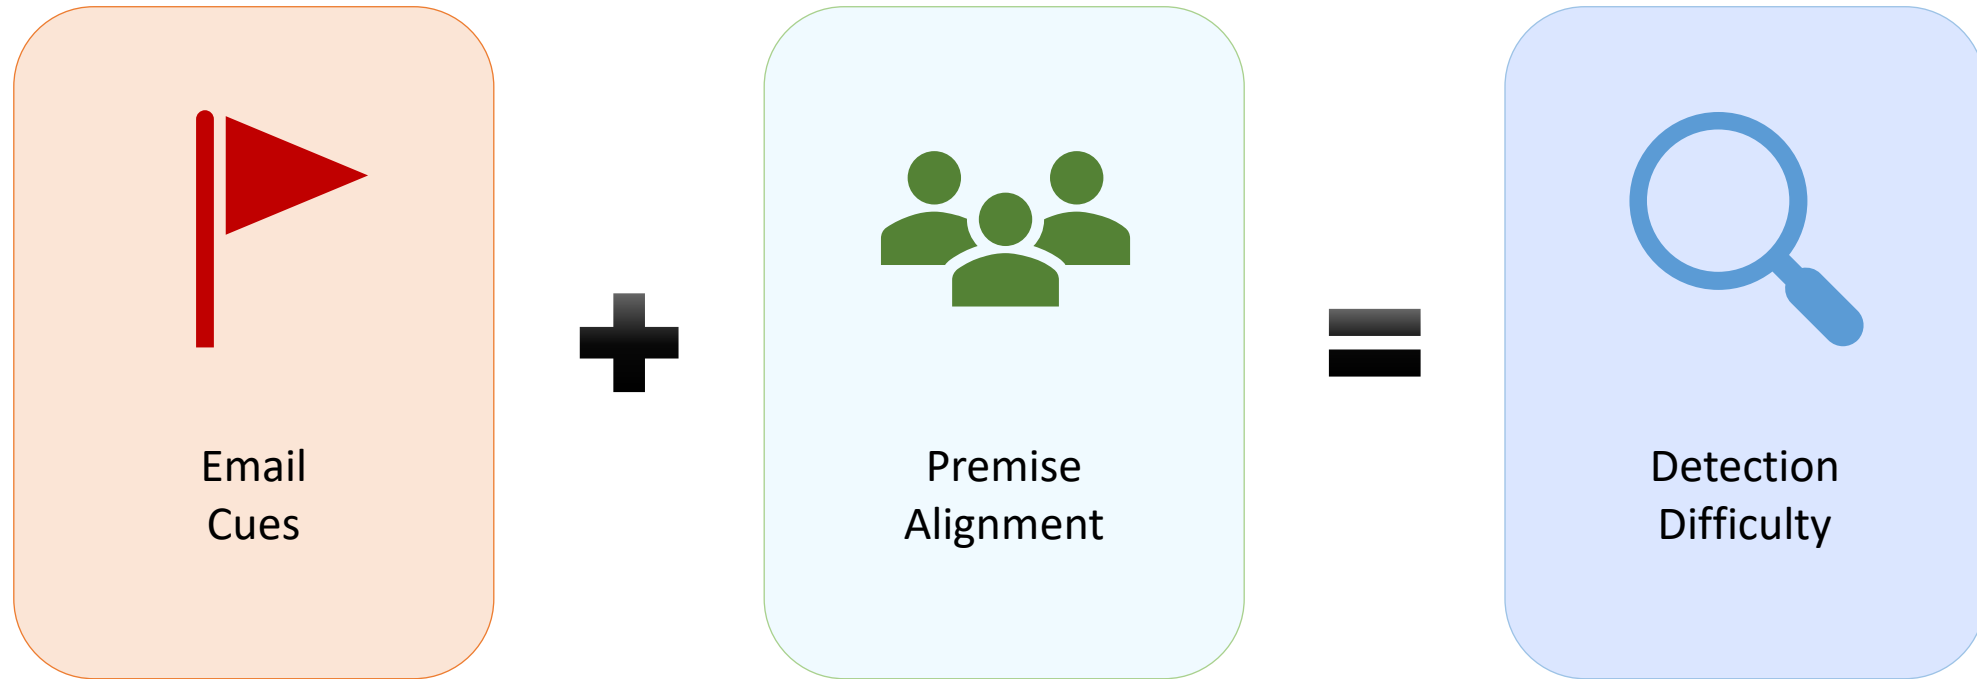 Email
Cues
Premise
Alignment
Detection
Difficulty